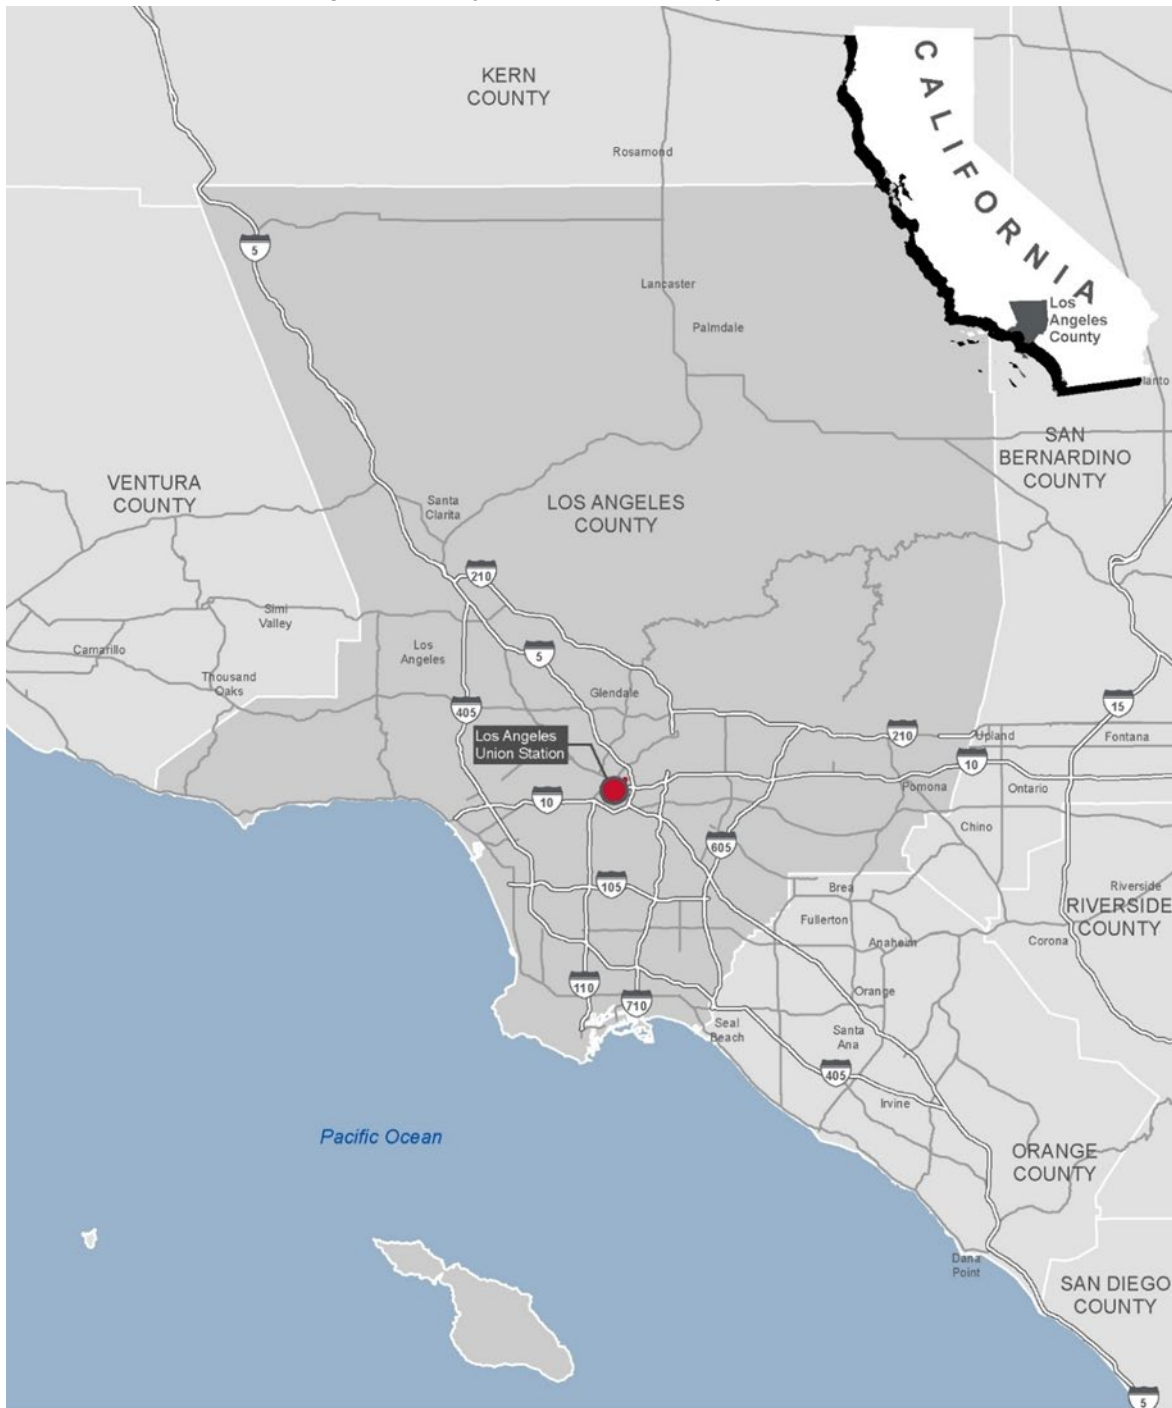 KERN
COUNTY
CALIFORNIA
Rosamond
5
Lancaster
Los
Angeles
County
Palmdale
SAN
BERNARDINO
COUNTY
VENTURA
COUNTY
Santa
Clarita
LOS ANGELES
COUNTY
210
Simi
Valley
Camarillo
Los
Angeles
5
Thousand
Oaks
Glendale
405
15
Los Angeles
Union Station
210
Upland
Fontana
10
Pomona
Ontario
10
Chino
605
105
Brea
Riverside
RIVERSIDE
COUNTY
Fullerton
Anaheim
Corona
110
710
Orange
Seal
Beach
Santa
Ana
405
Irvine
Pacific Ocean
ORANGE
COUNTY
Dana
Point
SAN DIEGO
COUNTY
5